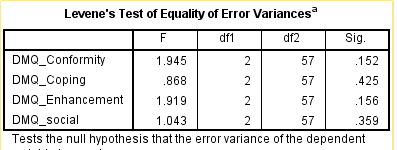 Levene's Test of Equality of Error Variancesa
F df1 df2 Sig.
DMQ_Conformity 1.945 2 57 .152
DMQ_Coping .868 2 57 .425
DMQ_Enhancement 1.919 2 57 .156
DMQ_social 1.043 2 57 .359
Tests the null hypothesis that the error variance of the dependent